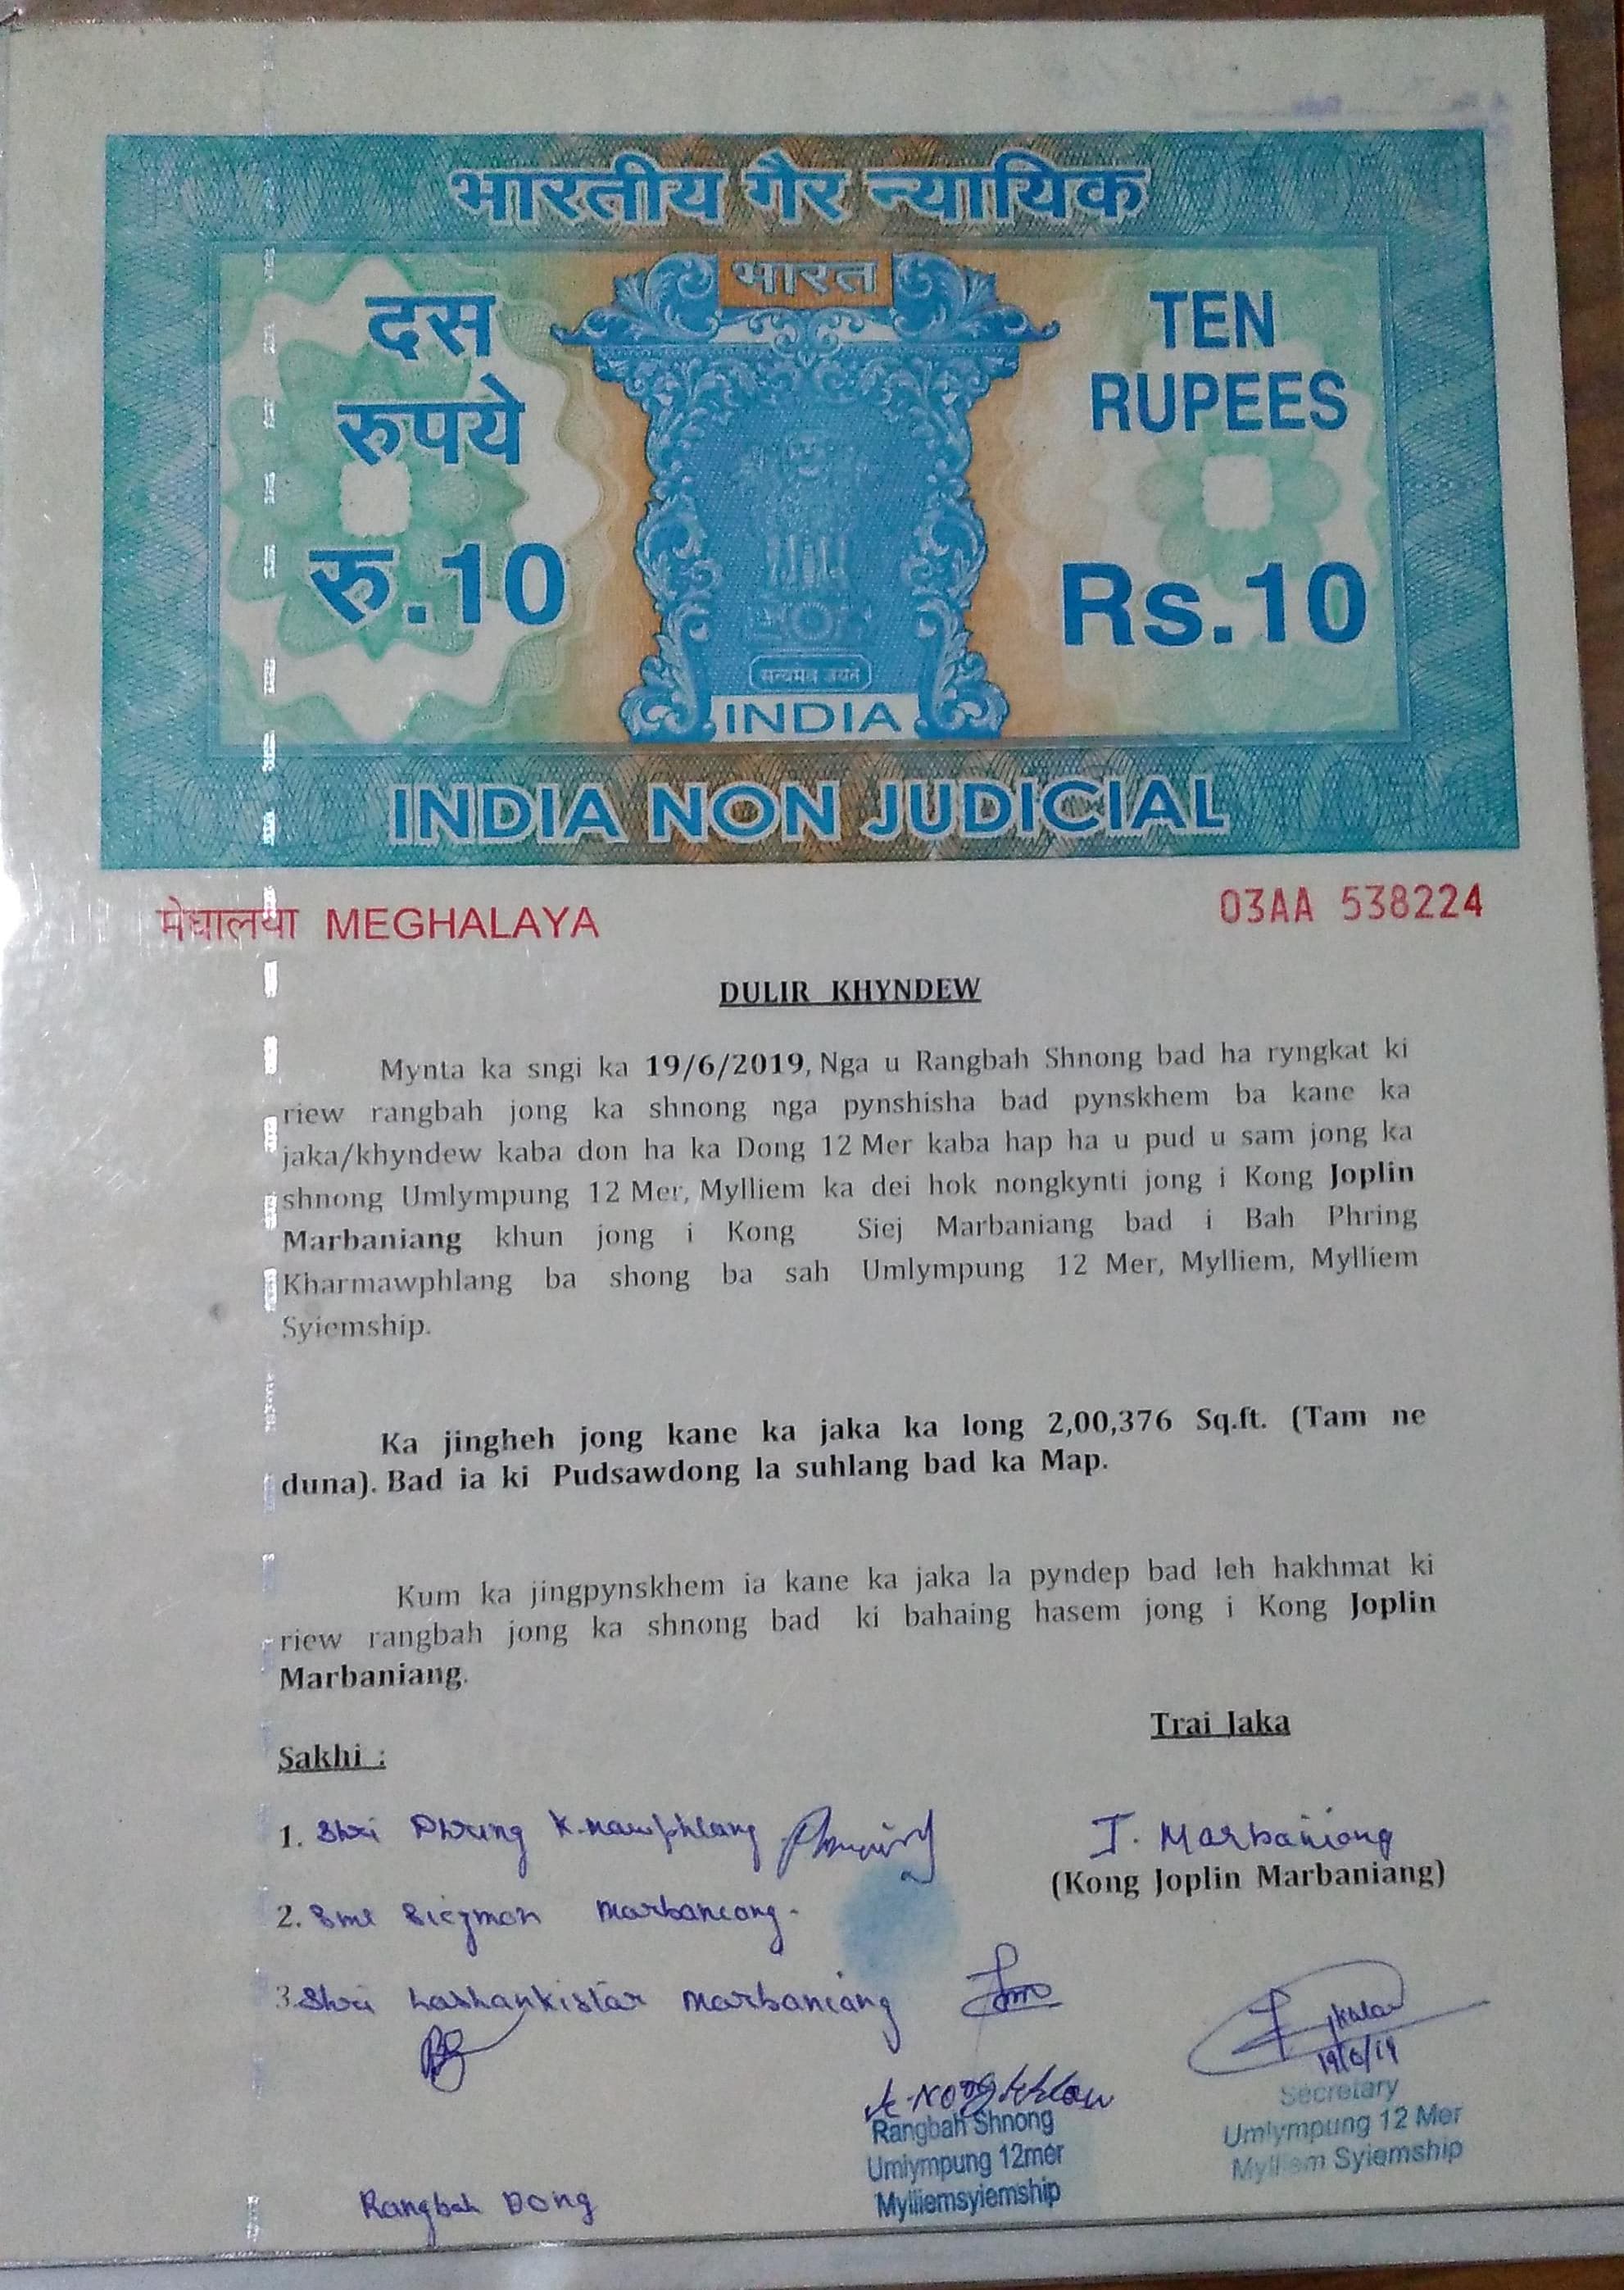 भारतीय गैर न्यायिक
भारत
दस
रुपये
रु.10
TEN
RUPEES
Rs.10
सत्यमेव जयते
INDIA
INDIA NON JUDICIAL
मेघालया MEGHALAYA
03AA 538224
DULIR KHYNDEW
Mynta ka sngi ka 19/6/2019, Nga u Rangbah Shnong bad ha ryngkat ki
riew rangbah jong ka shnong nga pynshisha bad pynskhem ba kane ka
jaka/khyndew kaba don ha ka Dong 12 Mer kaba hap ha u pud u sam jong ka
shnong Umlympung 12 Mer, Mylliem ka dei hok nongkynti jong i Kong Joplin
Marbaniang khun jong i Kong Siej Marbaniang bad i Bah Phring
Kharmawphlang ba shong ba sah Umlympung 12 Mer, Mylliem, Mylliem
Syiemship.
Ka jingheh jong kane ka jaka ka long 2,00,376 Sq.ft. (Tam ne
duna). Bad ia ki Pudsawdong la suhlang bad ka Map.
Kum ka jingpynskhem ia kane ka jaka la pyndep bad leh hakhmat ki
riew rangbah jong ka shnong bad ki bahaing hasem jong i Kong Joplin
Marbaniang.
Trai Jaka
Sakhi :
1. Shri Phring K.mawphlang
J. Marbaniang
(Kong Joplin Marbaniang)
2. Marbaniang.
3. Shri Marbaniang
19/6/19
Secretary
Umlympung 12 Mer
Mylliem Syiemship
K. Nongkhlaw
Rangbah Shnong
Umlympung 12mer
Mylliemsyiemship
Rangbah Dong